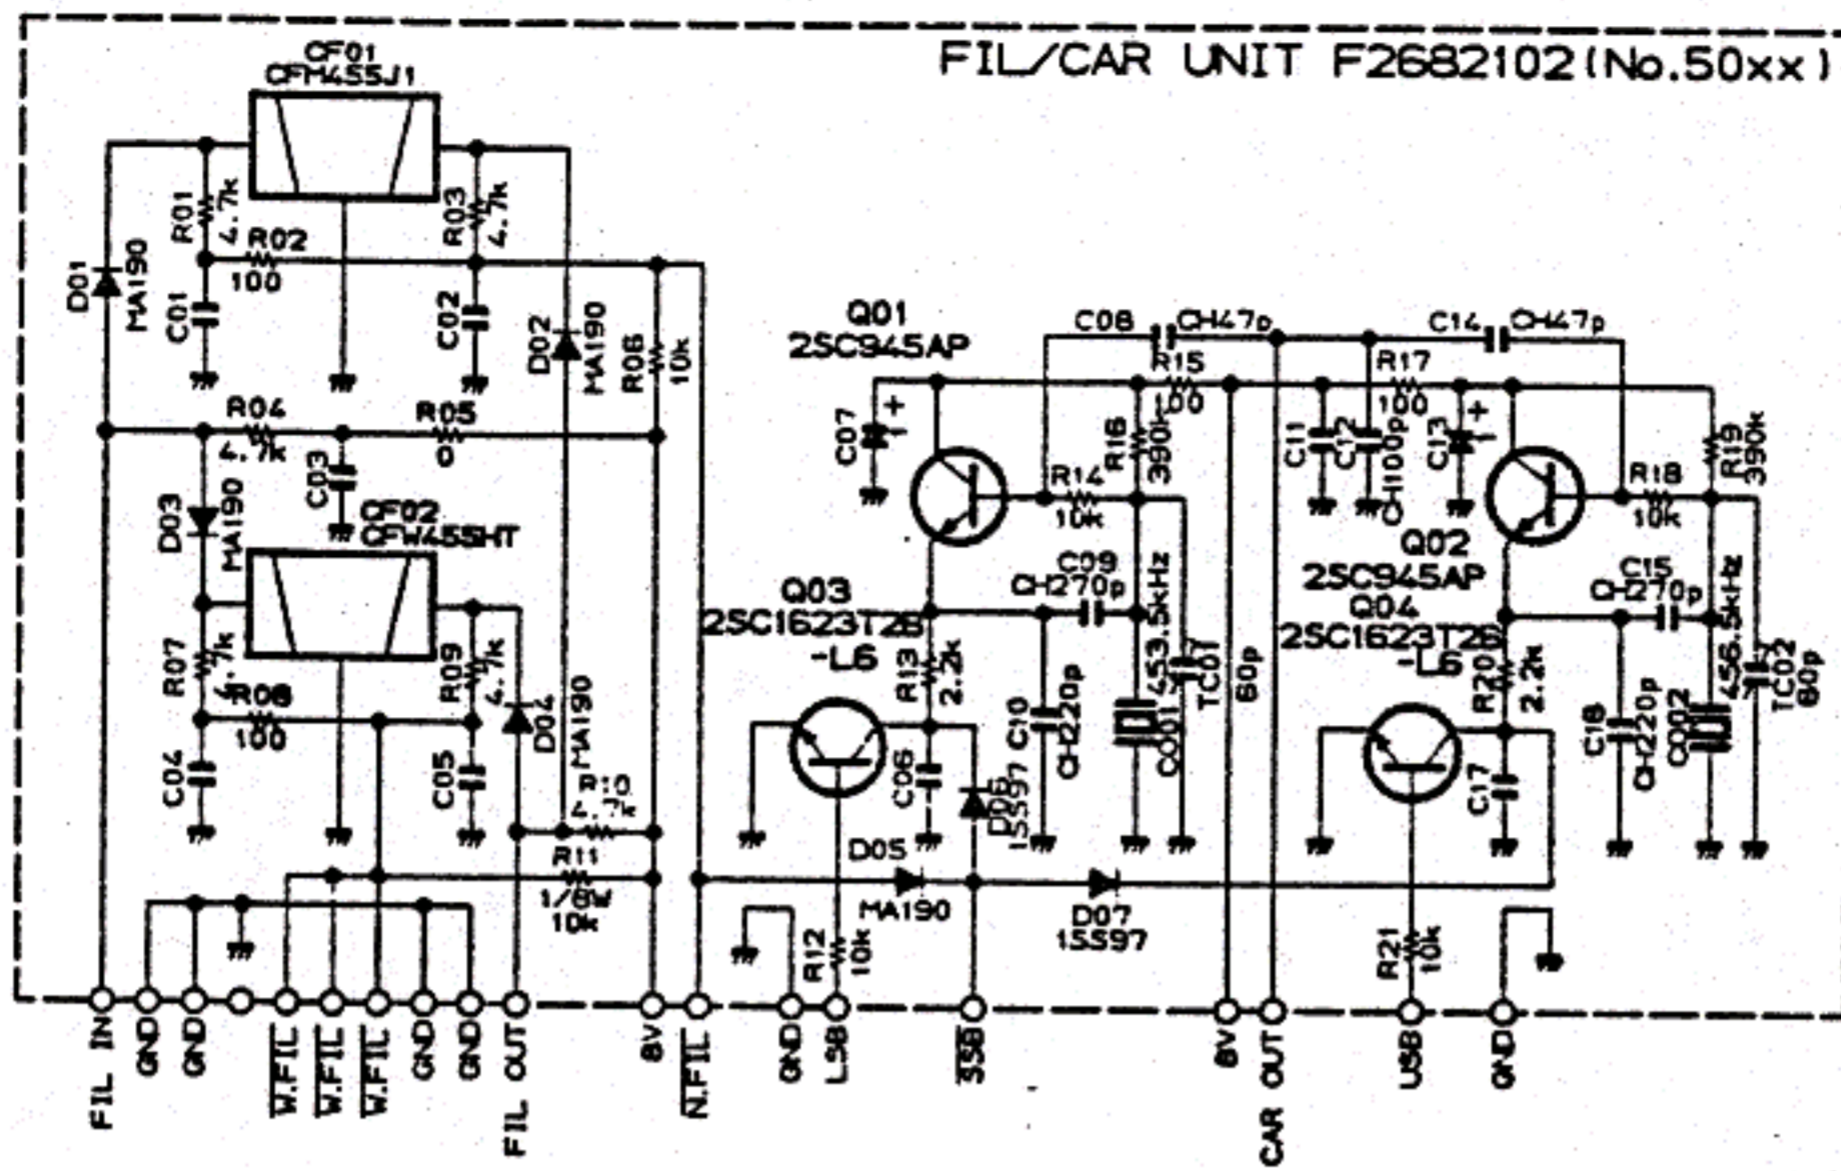 FIL/CAR UNIT F2682102(No.50xx)
CF01
CFM455J1
R01
4.7k
R03
4.7k
R02
100
D01
MA190
C01
C02
D02
MA190
R06
10k
R04
4.7k
R05
0
C03
D03
MA190
CF02
CFW455HT
R07
4.7k
R08
100
R09
4.7k
D04
MA190
C04
C05
R10
4.7k
R11
1/8W
10k
Q01
2SC945AP
C08
CH47p
R15
100
C07
R16
390k
R14
10k
C09
CH270p
Q03
2SC1623T2B
-L6
R13
2.2k
C10
CH220p
453.5kHz
CO01
TC01
60p
C06
D06
1SS97
D05
MA190
D07
1SS97
R12
10k
C14
CH47p
R17
100
C11
C12
CH100p
C13
R19
390k
R18
10k
Q02
2SC945AP
C15
CH270p
Q04
2SC1623T2B
-L6
R20
2.2k
C18
CH220p
456.5kHz
CO02
TC02
60p
C17
R21
10k
FIL IN
GND
GND
W.FIL
W.FIL
W.FIL
GND
GND
FIL OUT
8V
N.FIL
GND
LSB
SSB
8V
CAR OUT
USB
GND